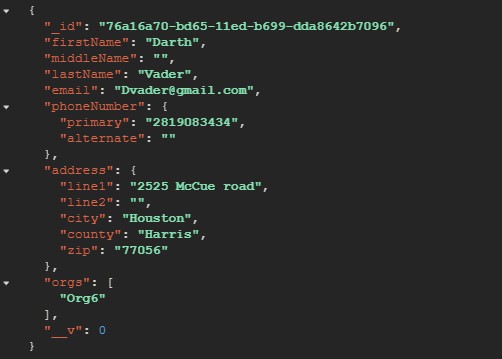 {
"_id": "76a16a70-bd65-11ed-b699-dda8642b7096",
"firstName": "Darth",
"middleName": "",
"lastName": "Vader",
"email": "Dvader@gmail.com",
"phoneNumber": {
"primary": "2819083434",
"alternate": ""
},
"address": {
"line1": "2525 McCue road",
"line2": "",
"city": "Houston",
"county": "Harris",
"zip": "77056"
},
"orgs": [
"Org6"
],
"__v": 0
}